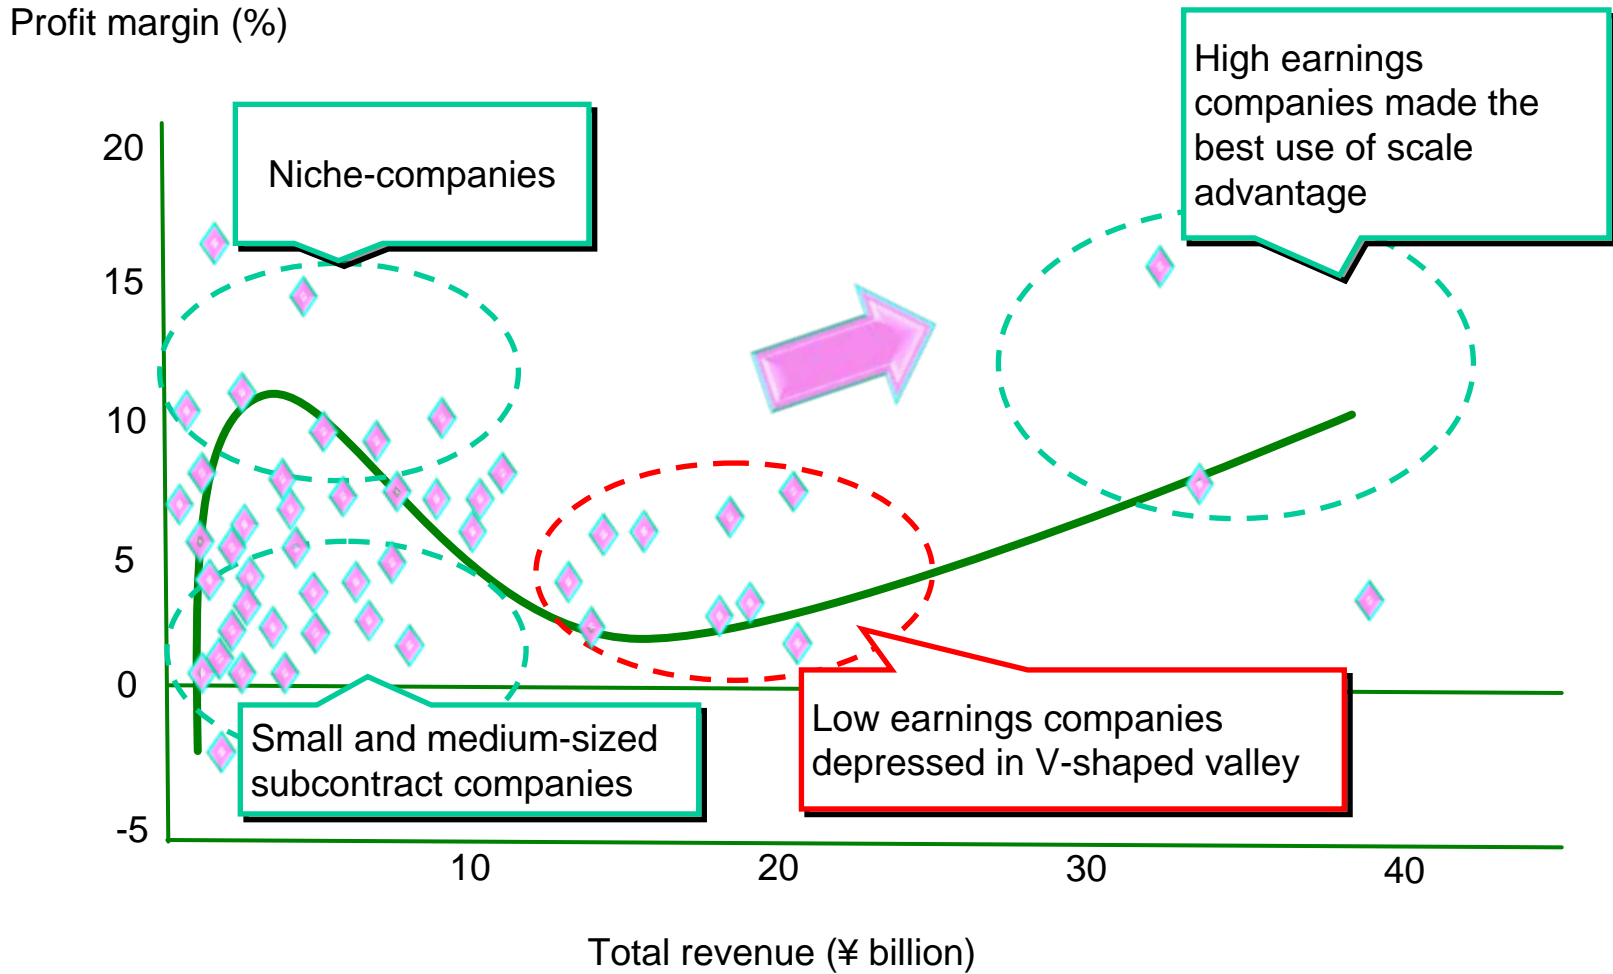 Profit margin (%)
High earnings
companies made the
best use of scale
advantage
Niche-companies
20
15
10
5
0
-5
Small and medium-sized
subcontract companies
Low earnings companies
depressed in V-shaped valley
10
20
30
40
Total revenue (¥ billion)